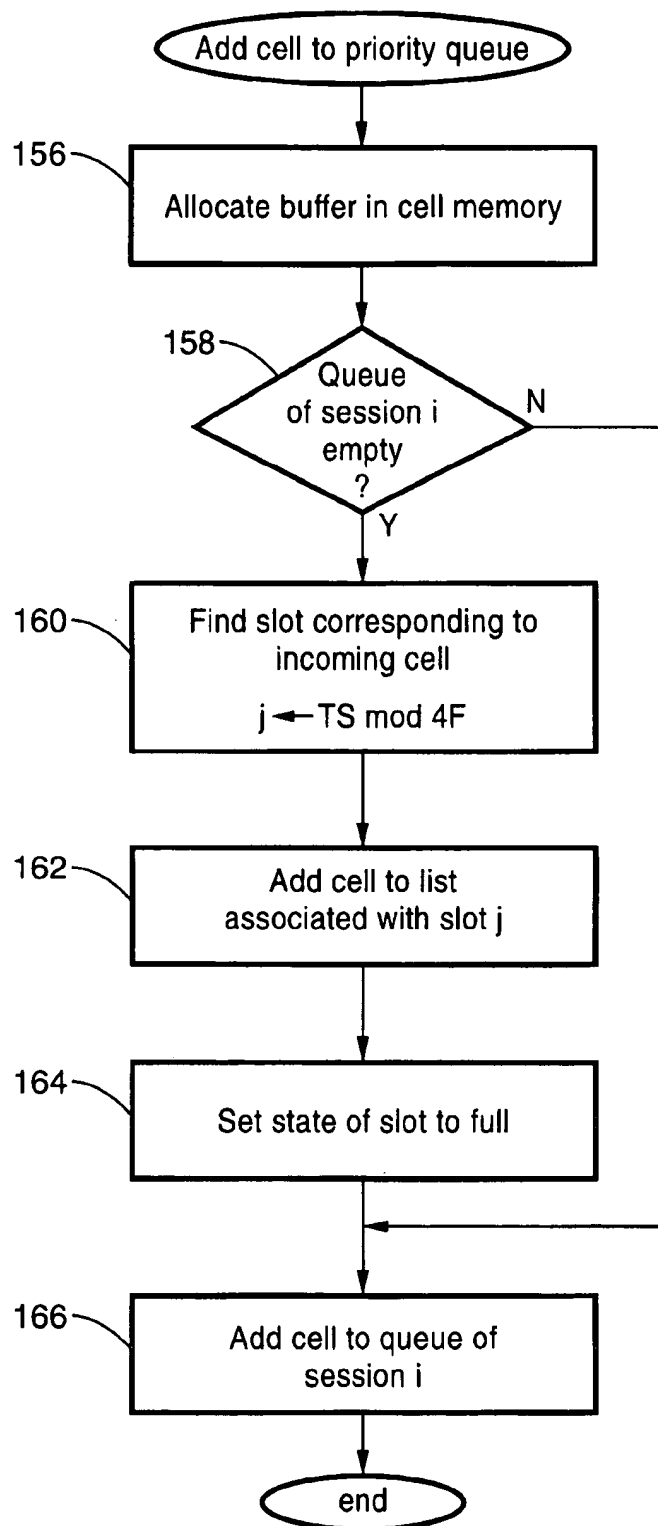 Add cell to priority queue
156
Allocate buffer in cell memory
158
Queue
of session i
empty
?
N
Y
160
Find slot corresponding to
incoming cell
j ← TS mod 4F
162
Add cell to list
associated with slot j
164
Set state of slot to full
166
Add cell to queue of
session i
end